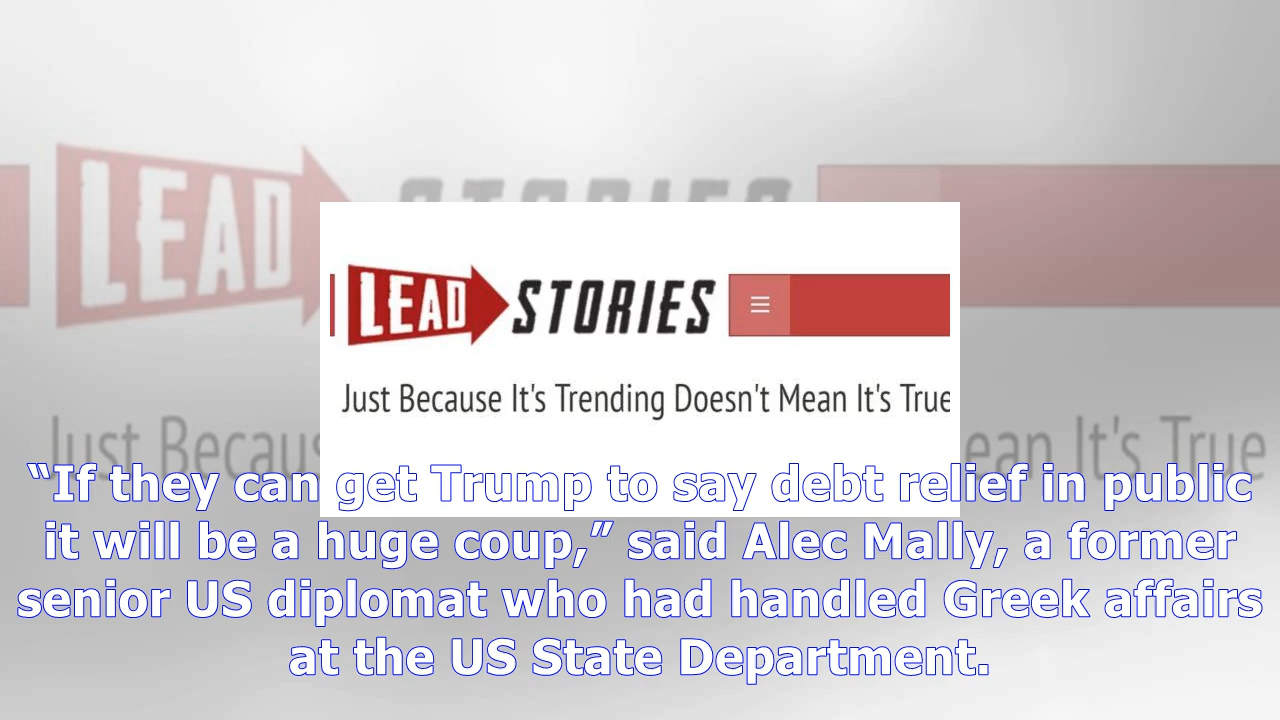 LEAD STORIES
Just Because It's Trending Doesn't Mean It's True
“If they can get Trump to say debt relief in public
it will be a huge coup,” said Alec Mally, a former
senior US diplomat who had handled Greek affairs
at the US State Department.